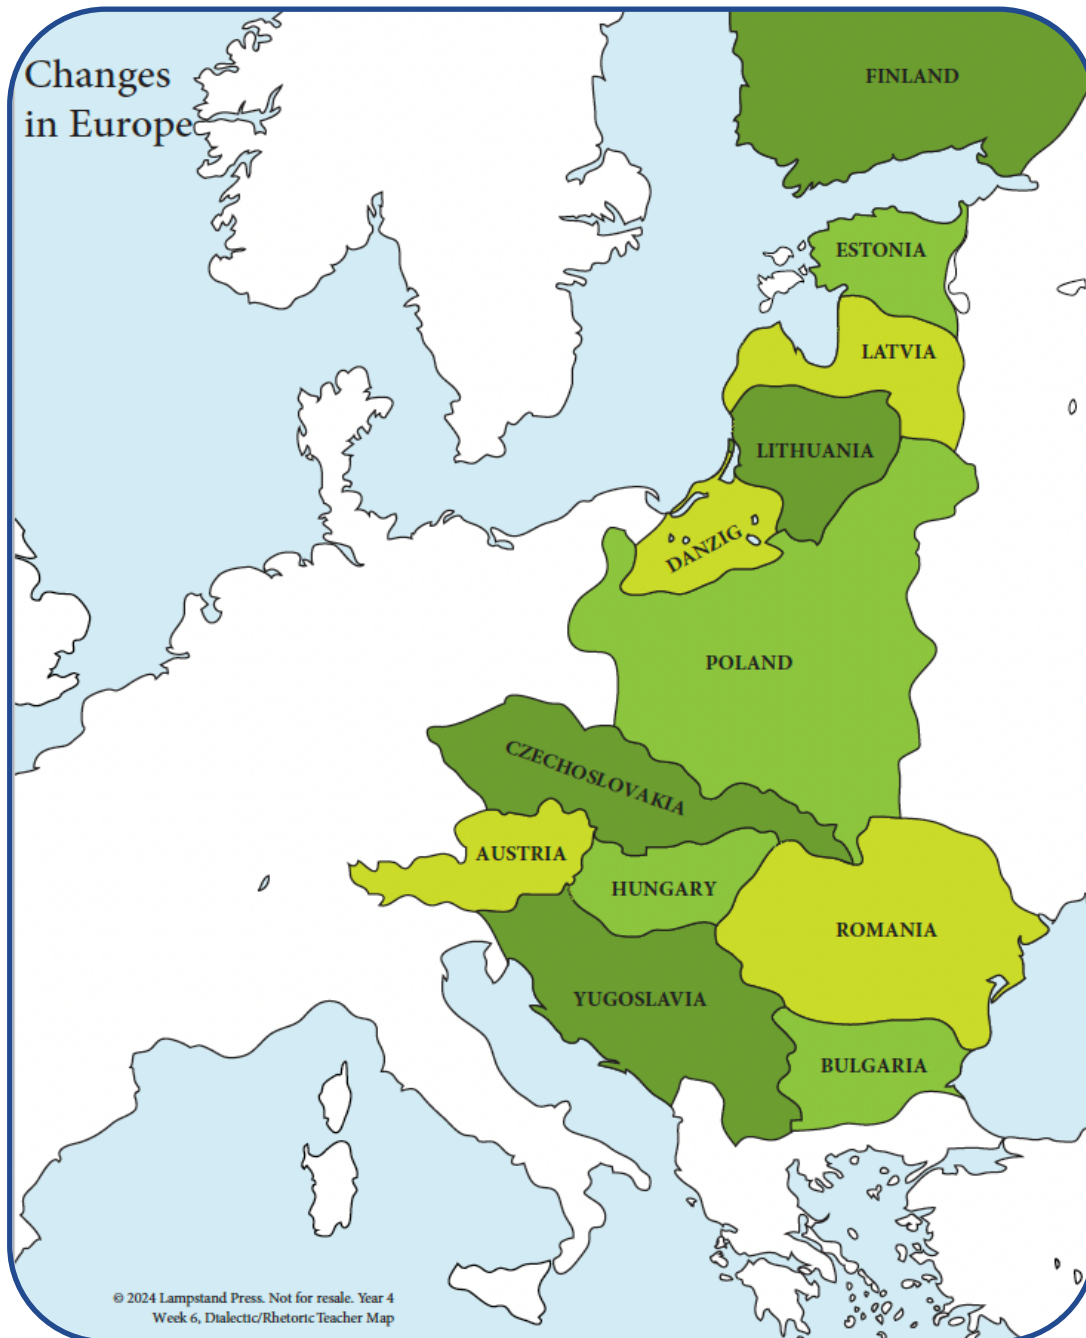 Changes
in Europe
FINLAND
ESTONIA
LATVIA
LITHUANIA
DANZIG
POLAND
CZECHOSLOVAKIA
AUSTRIA
HUNGARY
ROMANIA
YUGOSLAVIA
BULGARIA
© 2024 Lampstand Press. Not for resale. Year 4
Week 6, Dialectic/Rhetoric Teacher Map